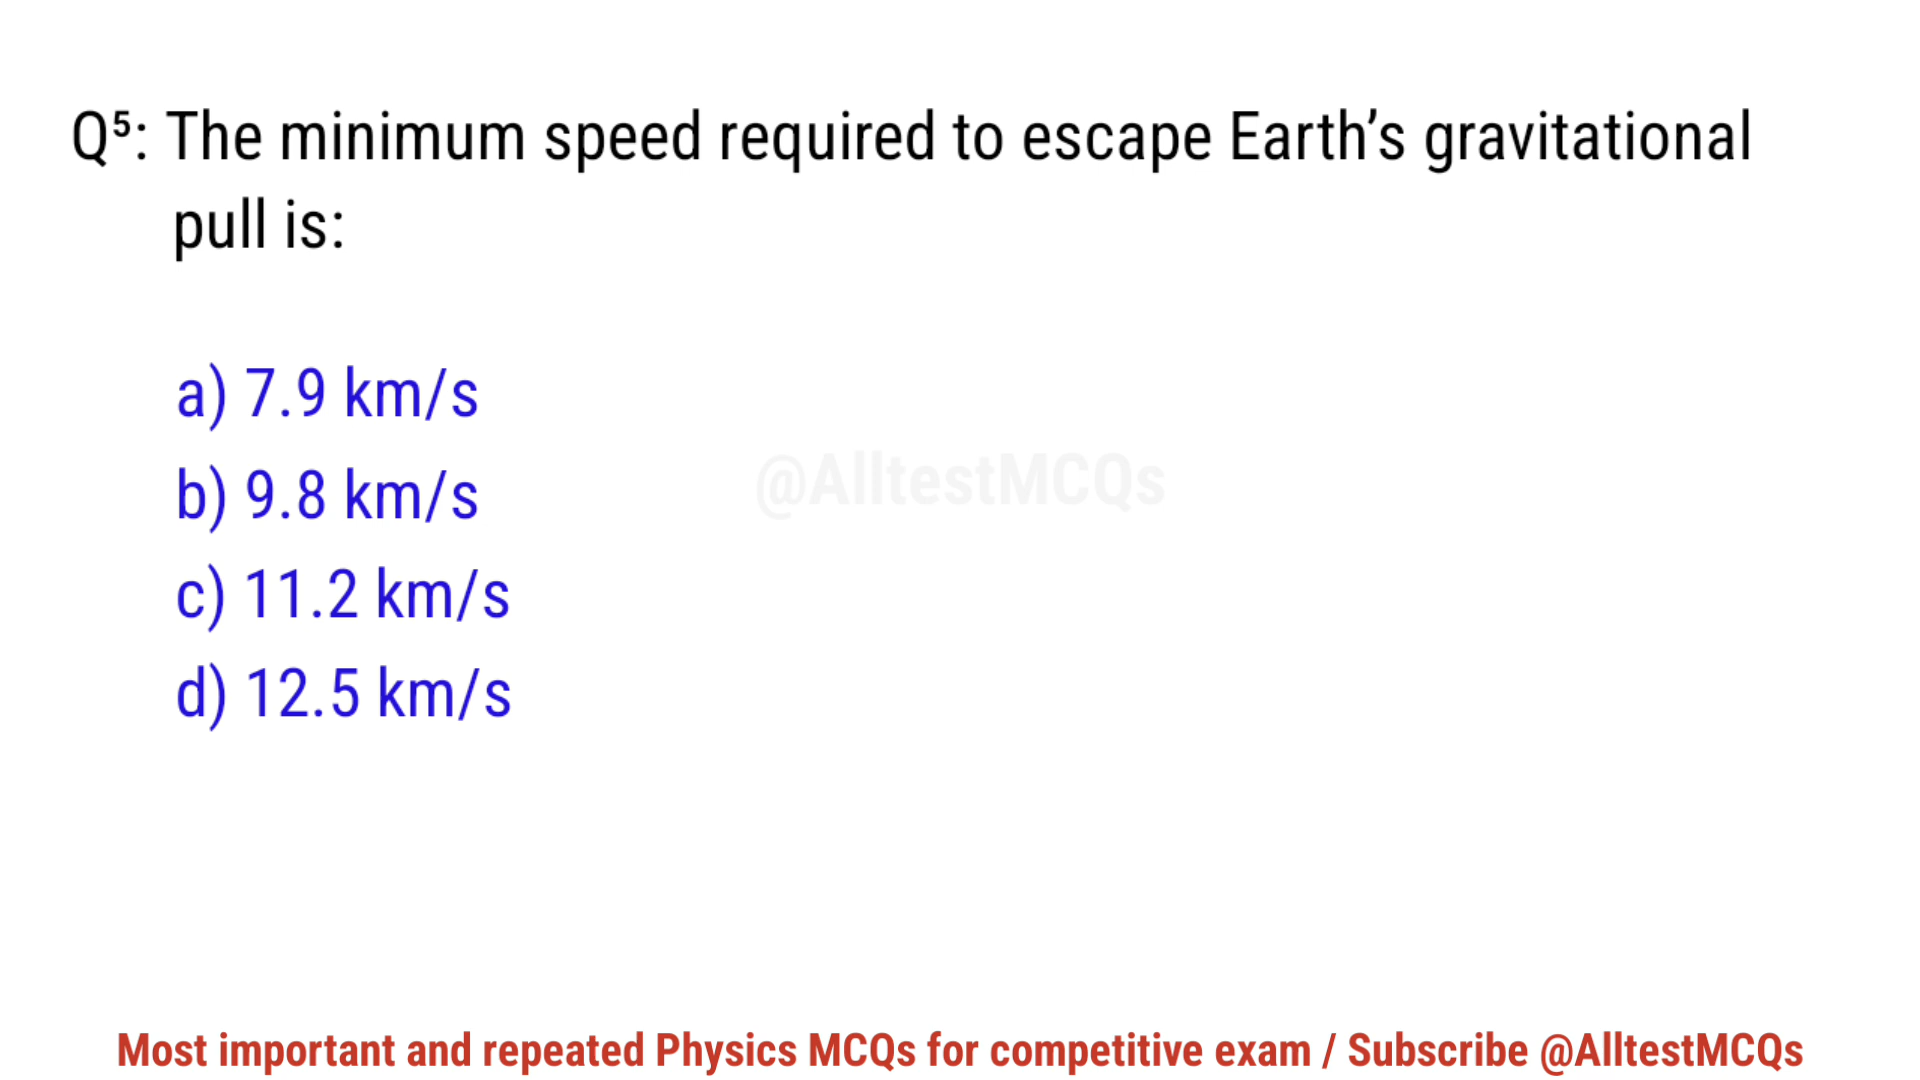 Q⁵: The minimum speed required to escape Earth’s gravitational
pull is:
a) 7.9 km/s
b) 9.8 km/s
@AlltestMCQs
c) 11.2 km/s
d) 12.5 km/s
Most important and repeated Physics MCQs for competitive exam / Subscribe @AlltestMCQs